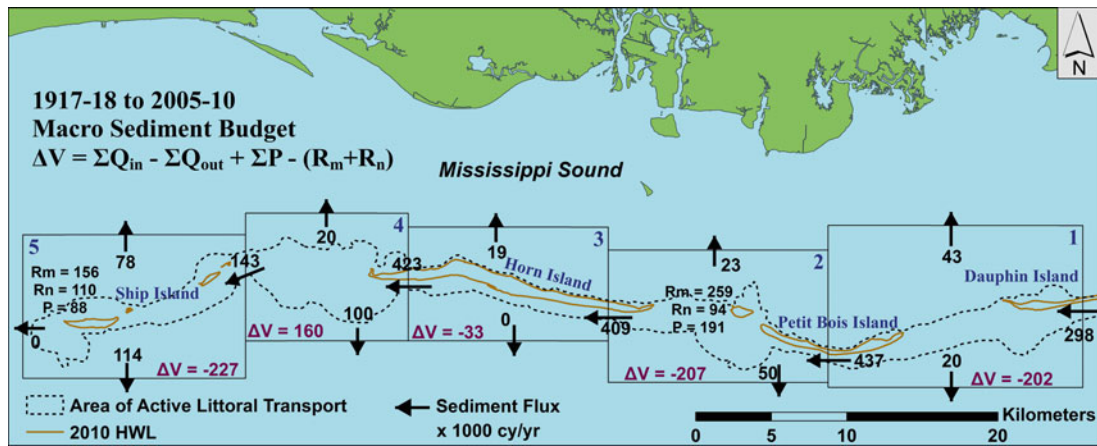 N
1917-18 to 2005-10
Macro Sediment Budget
ΔV = ΣQin - ΣQout + ΣP - (Rm+Rn)
Mississippi Sound
5
78
143
Rm = 156
Rn = 110
P = 88
Ship Island
0
114
ΔV = -227
4
20
423
100
ΔV = 160
3
19
Horn Island
0
409
ΔV = -33
2
23
Rm = 259
Rn = 94
P = 191
Petit Bois Island
437
50
ΔV = -207
1
43
Dauphin Island
298
20
ΔV = -202
Area of Active Littoral Transport
2010 HWL
Sediment Flux
x 1000 cy/yr
Kilometers
0 5 10 20